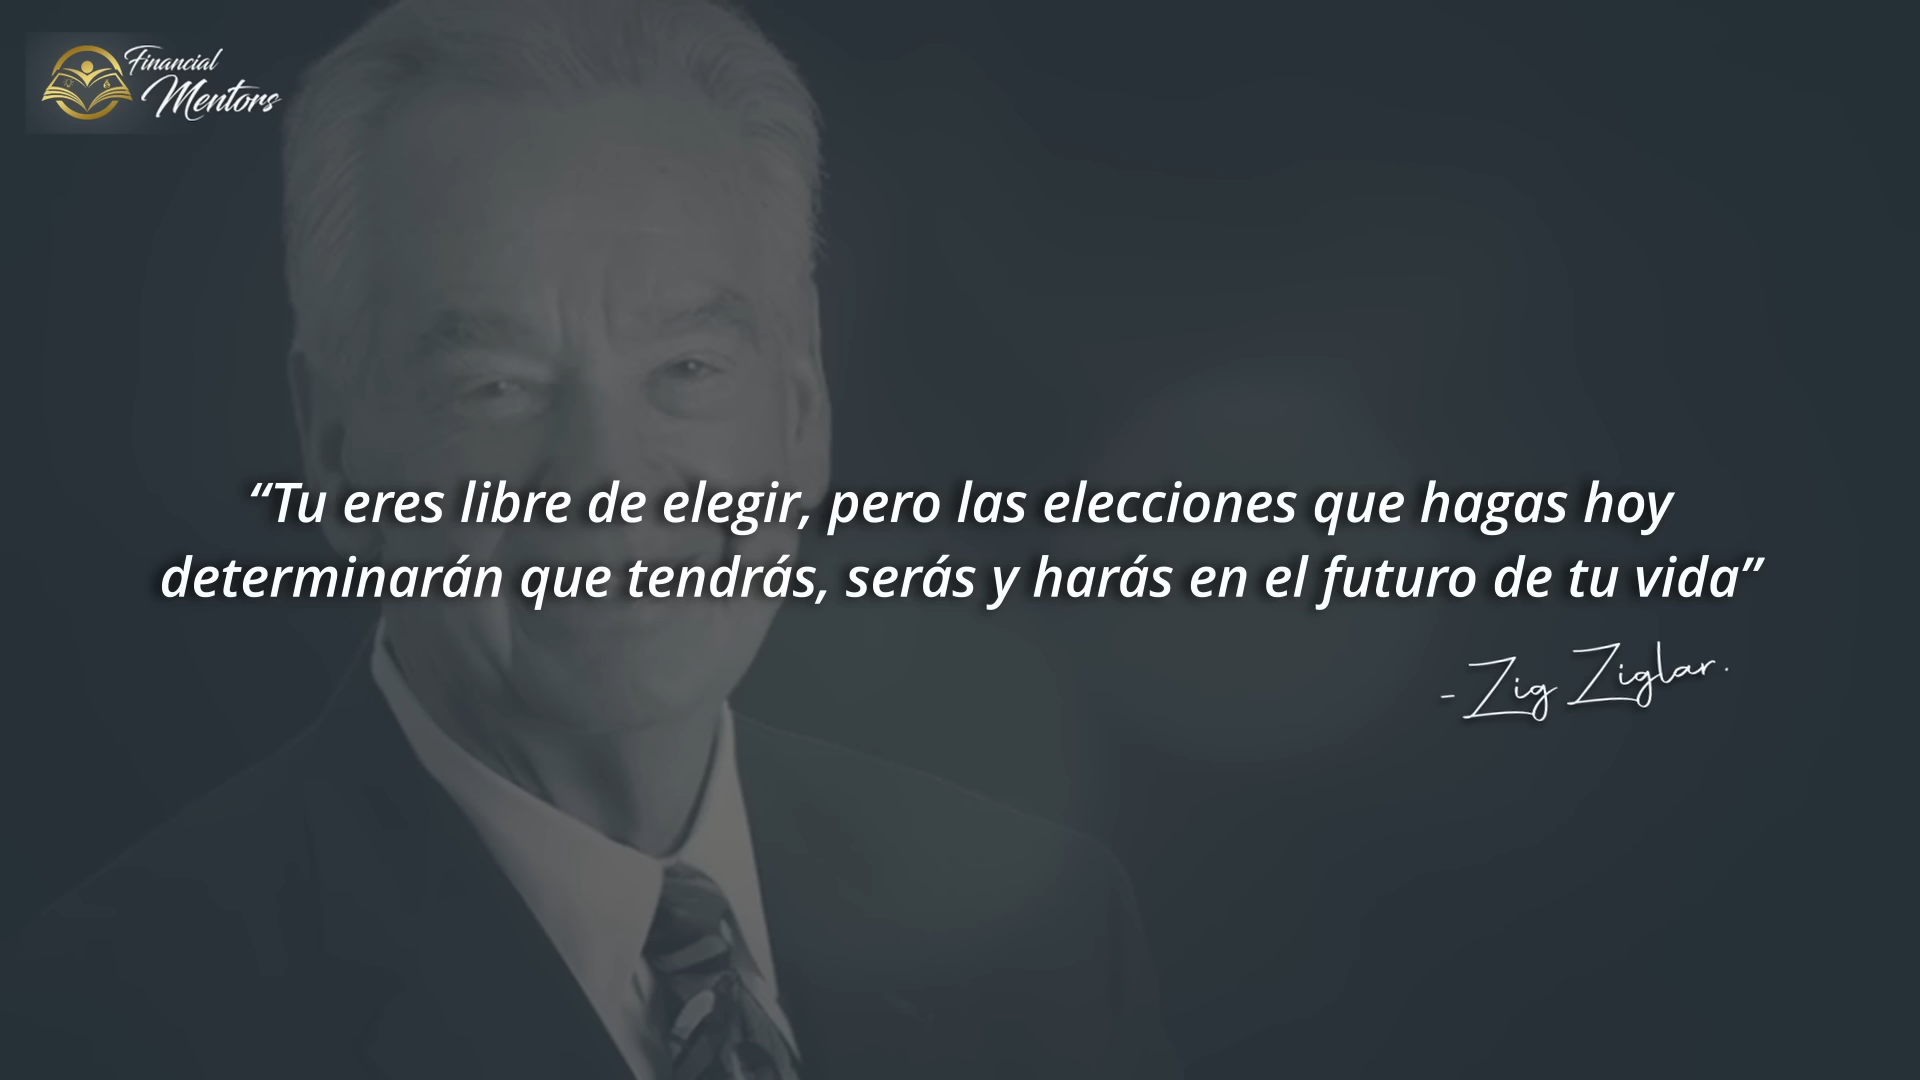 Financial
Mentors
“Tu eres libre de elegir, pero las elecciones que hagas hoy
determinarán que tendrás, serás y harás en el futuro de tu vida”
- Zig Ziglar.